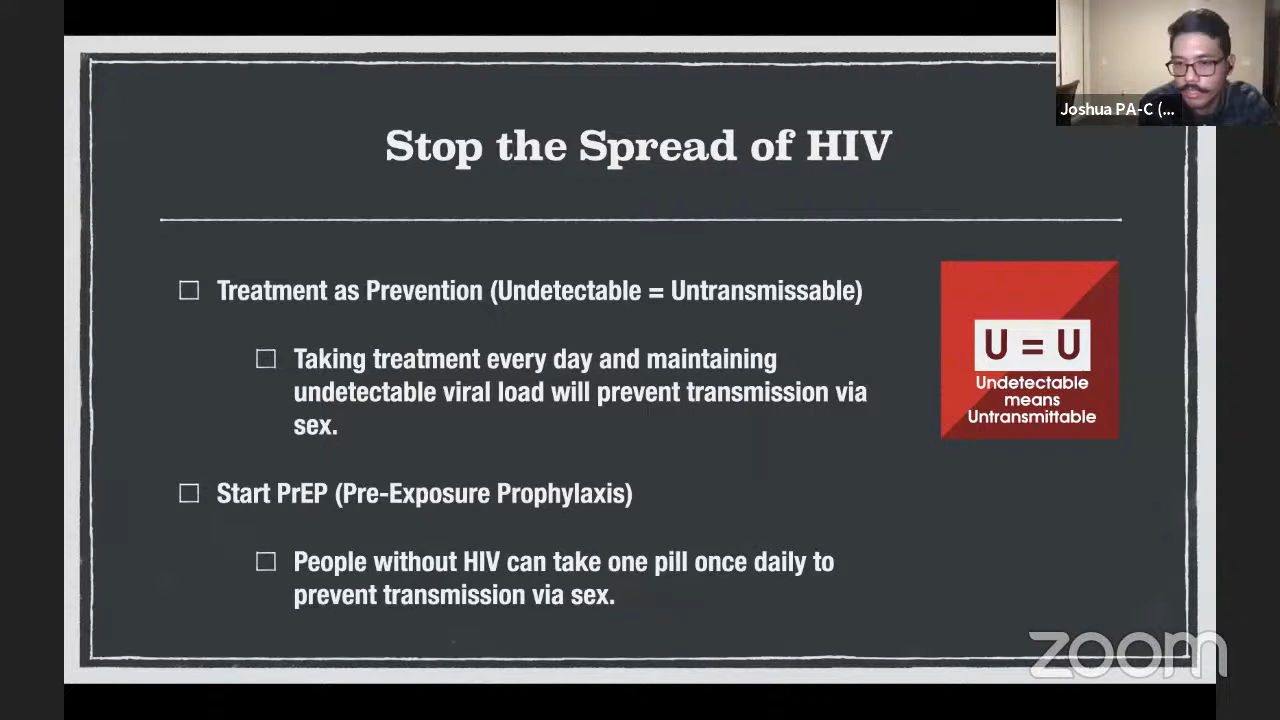 Joshua PA-C (...
Stop the Spread of HIV
☐ Treatment as Prevention (Undetectable = Untransmissable)
☐ Taking treatment every day and maintaining
undetectable viral load will prevent transmission via
sex.
☐ Start PrEP (Pre-Exposure Prophylaxis)
☐ People without HIV can take one pill once daily to
prevent transmission via sex.
U = U
Undetectable
means
Untransmittable
zoom